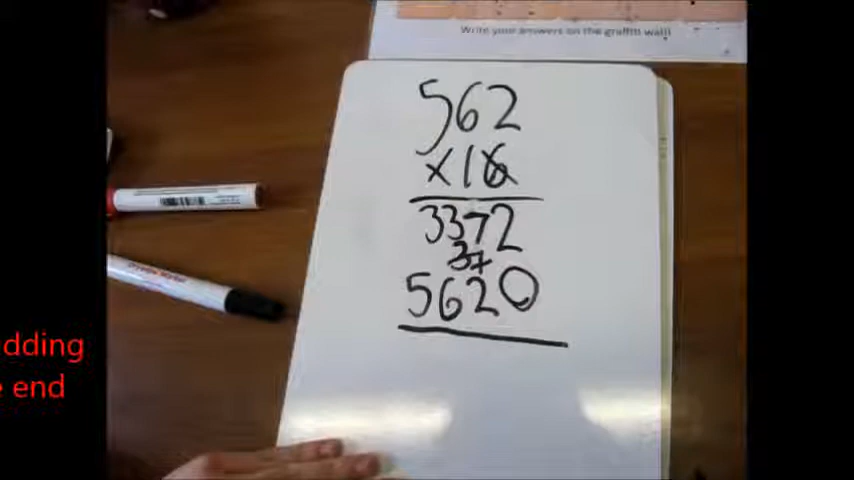 Write your answers on the graffiti wall!
562
×16
3372
37
5620
dding
e end